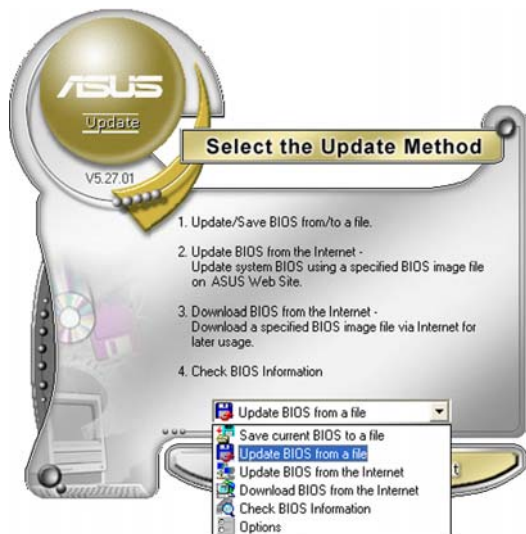 ASUS
Update
V5.27.01
Select the Update Method
1. Update/Save BIOS from/to a file.
2. Update BIOS from the Internet -
Update system BIOS using a specified BIOS image file
on ASUS Web Site.
3. Download BIOS from the Internet -
Download a specified BIOS image file via Internet for
later usage.
4. Check BIOS Information
Update BIOS from a file
Save current BIOS to a file
Update BIOS from a file
Update BIOS from the Internet
Download BIOS from the Internet
Check BIOS Information
Options